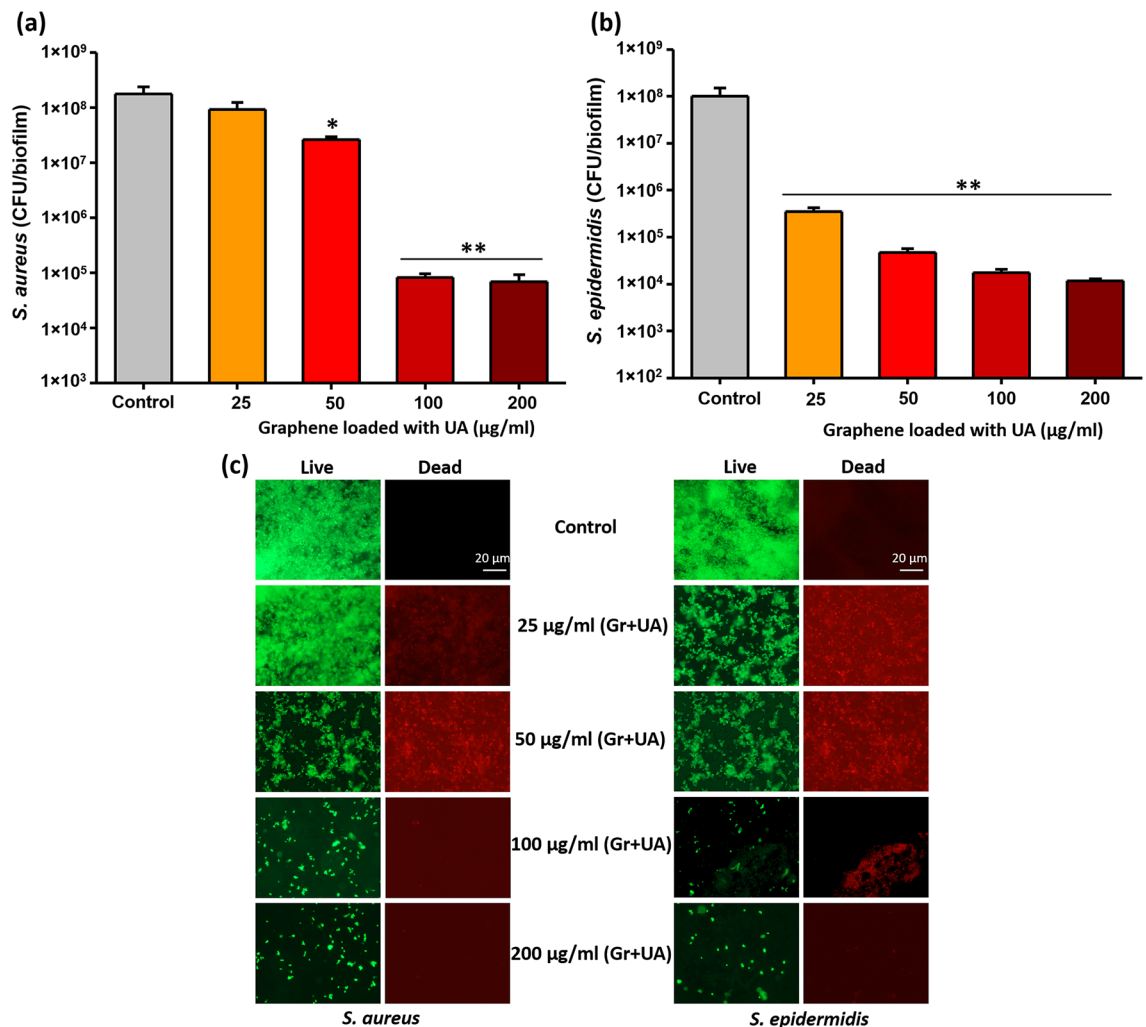 (a)
S. aureus (CFU/biofilm)
1×10⁹
1×10⁸
1×10⁷
1×10⁶
1×10⁵
1×10⁴
1×10³
*
**
Control 25 50 100 200
Graphene loaded with UA (µg/ml)
(b)
S. epidermidis (CFU/biofilm)
1×10⁹
1×10⁸
1×10⁷
1×10⁶
1×10⁵
1×10⁴
1×10³
1×10²
**
Control 25 50 100 200
Graphene loaded with UA (µg/ml)
(c)
Live Dead Live Dead
Control
20 µm 20 µm
25 µg/ml (Gr+UA)
50 µg/ml (Gr+UA)
100 µg/ml (Gr+UA)
200 µg/ml (Gr+UA)
S. aureus S. epidermidis